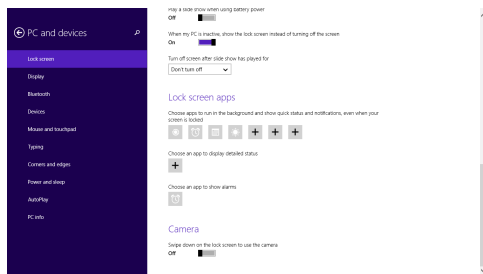 PC and devices
Lock screen
Display
Bluetooth
Devices
Mouse and touchpad
Typing
Corners and edges
Power and sleep
AutoPlay
PC info
Play a slide show when using battery power
Off
When my PC is inactive, show the lock screen instead of turning off the screen
On
Turn off screen after slide show has played for
Don't turn off
Lock screen apps
Choose apps to run in the background and show quick status and notifications, even when your
screen is locked
Choose an app to display detailed status
Choose an app to show alarms
Camera
Swipe down on the lock screen to use the camera
Off